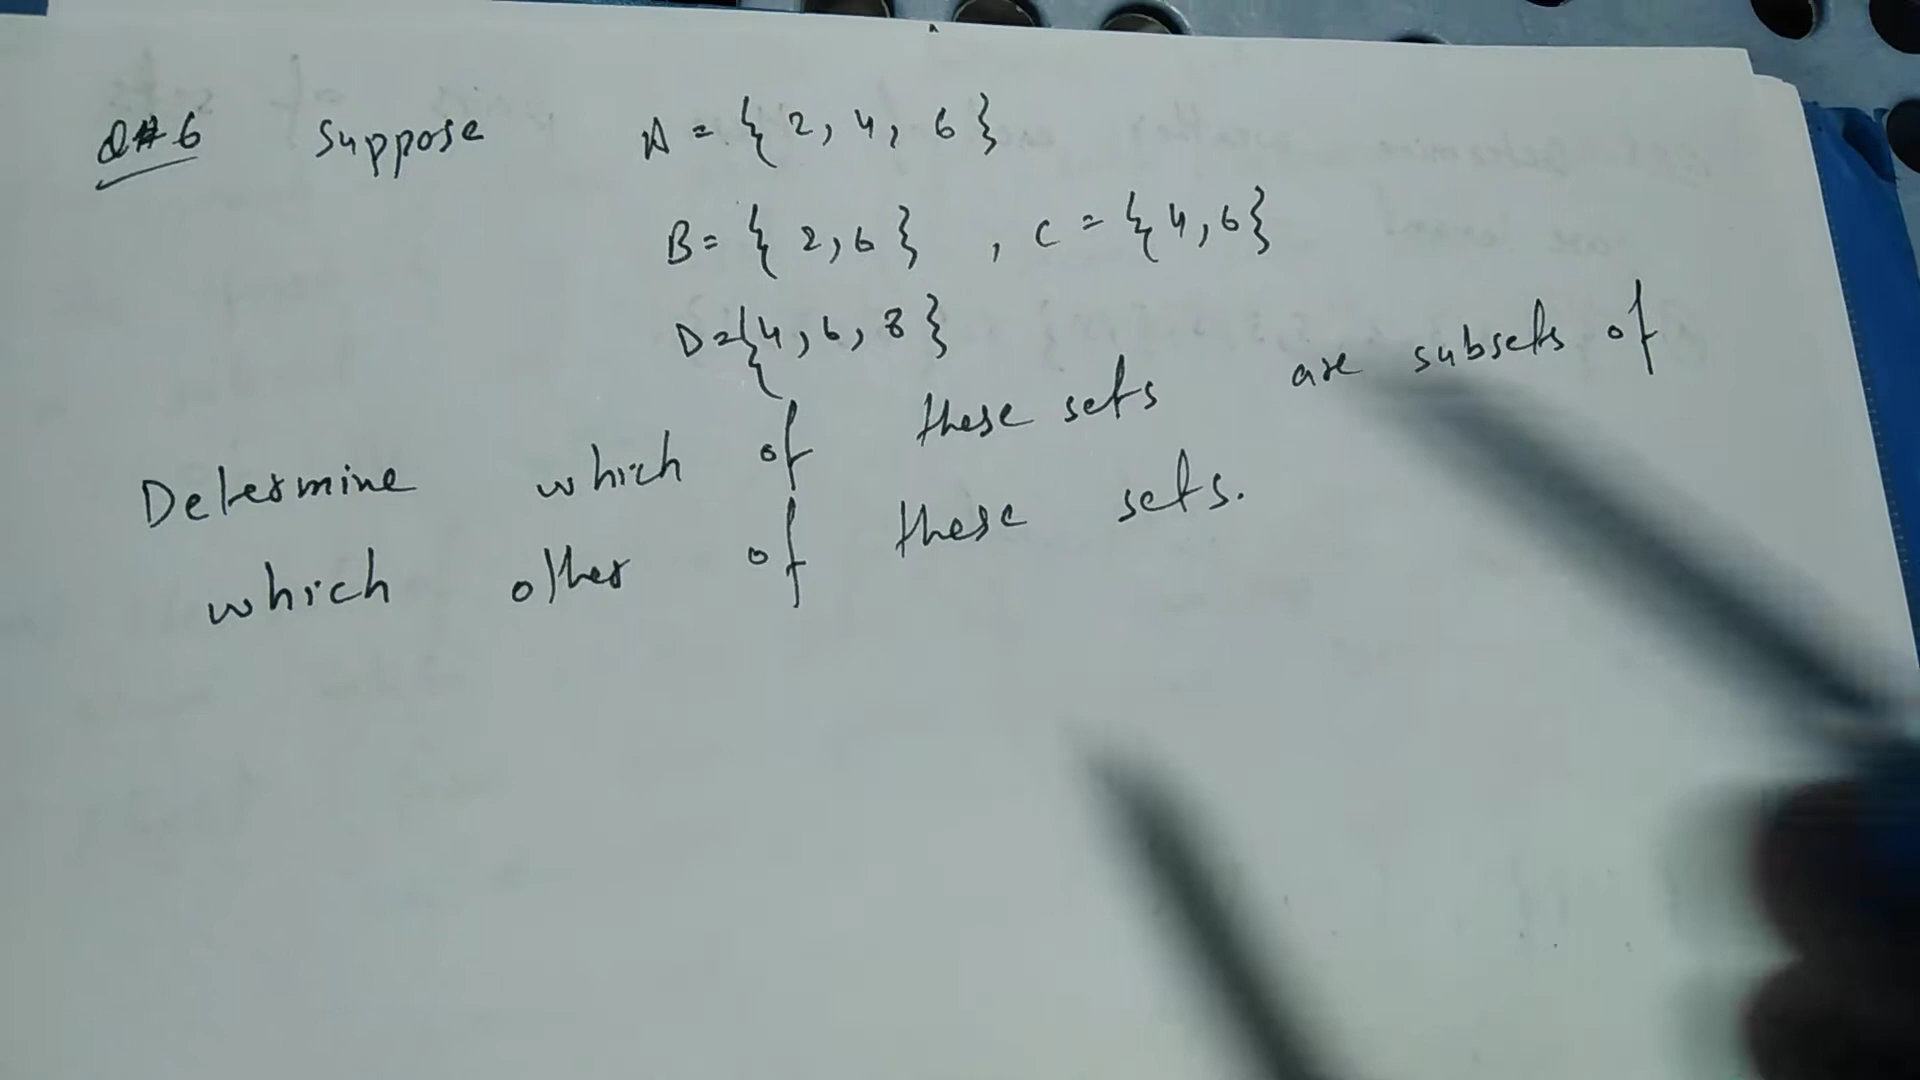 Q#6 Suppose A = {2, 4, 6}
B = {2, 6} , C = {4, 6}
D = {4, 6, 8}
Determine which of these sets are subsets of
which other of these sets.